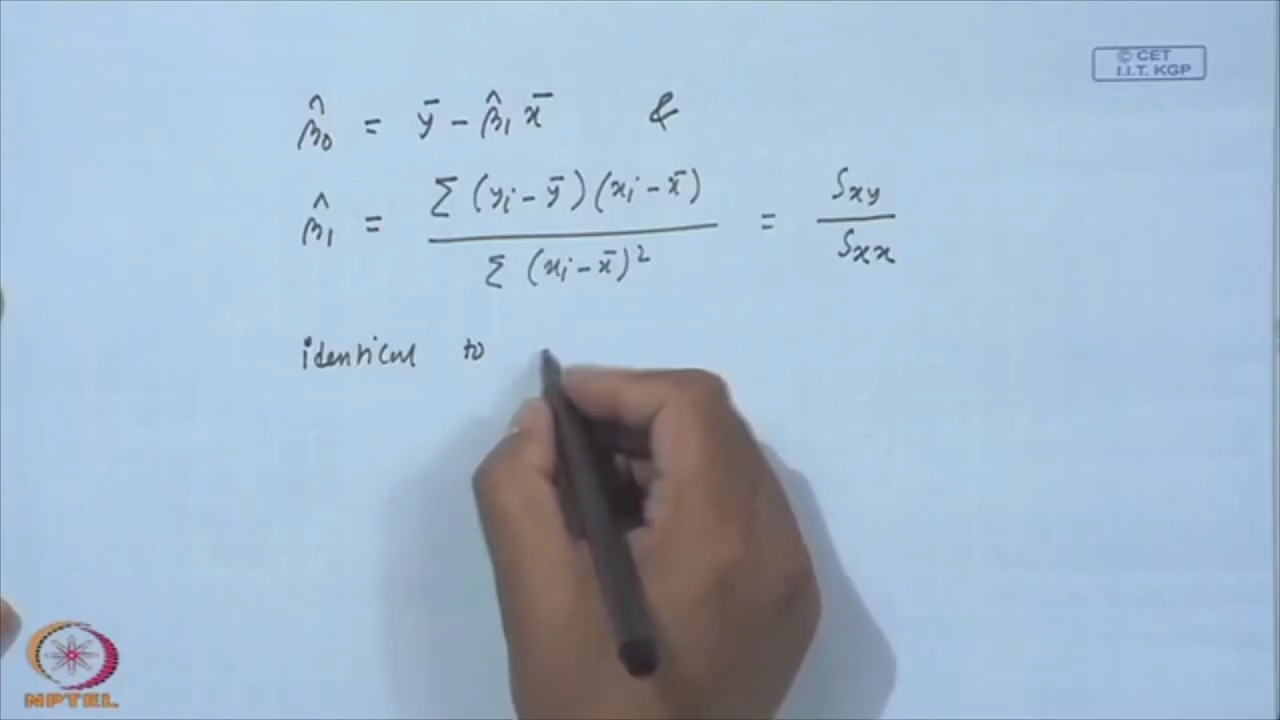 © CET
I.I.T. KGP
β̂₀ = ȳ − β̂₁ x̄ &
β̂₁ = Σ (yᵢ − ȳ)(xᵢ − x̄) / Σ (xᵢ − x̄)² = Sxy / Sxx
identical to
NPTEL